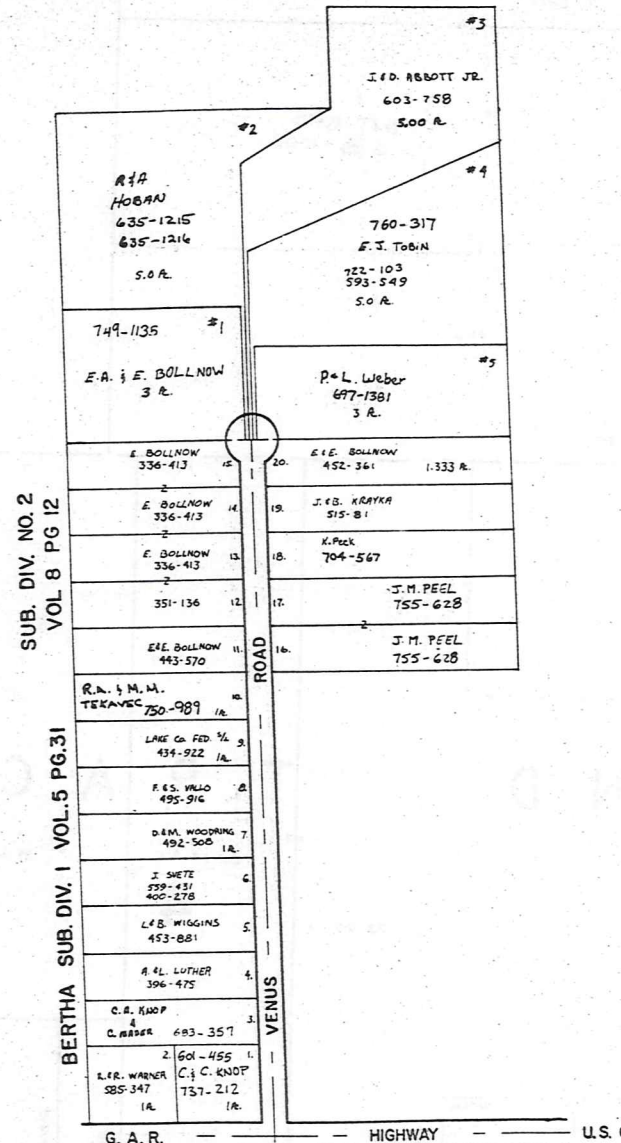 #3
J. & D. ABBOTT JR.
603-758
5.00 A.
#2
R & A
HOBAN
635-1215
635-1216
5.0 A.
#4
760-317
E. J. TOBIN
722-103
593-549
5.0 A.
749-1135
#1
E.A. & E. BOLLNOW
3 A.
#5
P. & L. Weber
697-1381
3 A.
E. BOLLNOW
336-413
15.
20.
E & E. BOLLNOW
452-361
1.333 A.
2
E. BOLLNOW
336-413
14.
19.
J. & B. KRAYKA
515-81
2
E. BOLLNOW
336-413
13.
18.
K. Peck
704-567
2
351-136
12.
17.
J. M. PEEL
755-628
2
E & E. BOLLNOW
443-570
11.
16.
J. M. PEEL
755-628
SUB. DIV. NO. 2
VOL 8 PG 12
ROAD
R.A. & M.M.
TEKAVEC 750-989
1A.
10.
LAKE Co. FED. S/L
434-922
1A.
9.
F. & S. VALLO
495-916
8.
D. & M. WOODRING
492-508
1A.
7.
J. SVETE
559-431
400-278
6.
L & B. WIGGINS
453-881
5.
A. & L. LUTHER
396-475
4.
C.A. KNOP
&
C. MADER
683-357
3.
2.
R. WARNER
585-347
1A.
601-455
1.
C. & C. KNOP
737-212
1A.
BERTHA SUB. DIV. 1 VOL. 5 PG. 31
VENUS
G. A. R. HIGHWAY U.S.